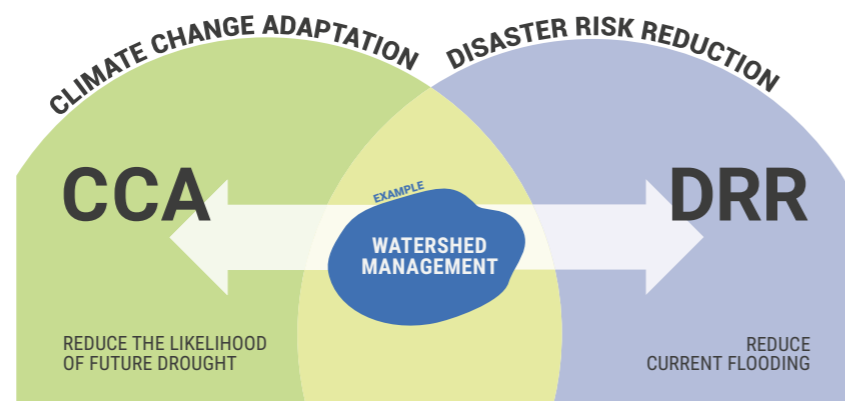 CLIMATE CHANGE ADAPTATION
DISASTER RISK REDUCTION
CCA
DRR
EXAMPLE
WATERSHED
MANAGEMENT
REDUCE THE LIKELIHOOD
OF FUTURE DROUGHT
REDUCE
CURRENT FLOODING